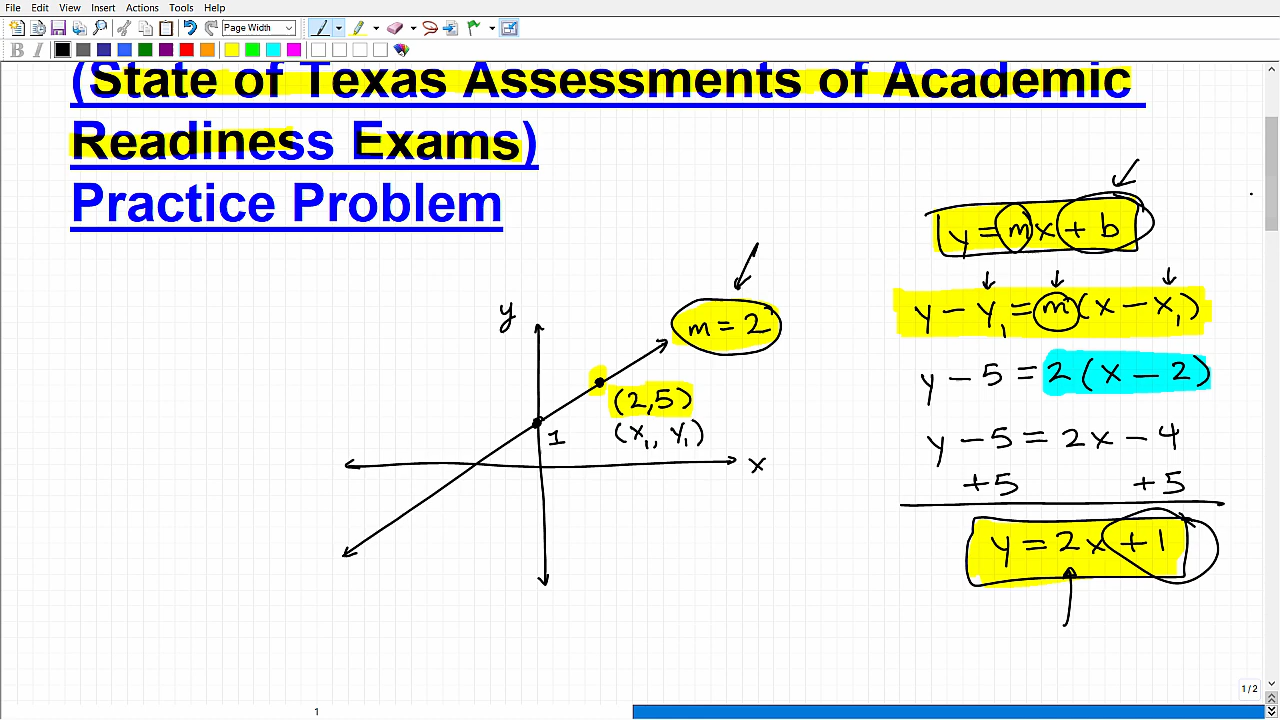 File Edit View Insert Actions Tools Help
Page Width
B I
(State of Texas Assessments of Academic
Readiness Exams)
Practice Problem
y = mx + b
y - y₁ = m(x - x₁)
y - 5 = 2(x - 2)
y - 5 = 2x - 4
+5 +5
y = 2x + 1
y
m = 2
(2,5)
(x₁, y₁)
1
x
1/2
1